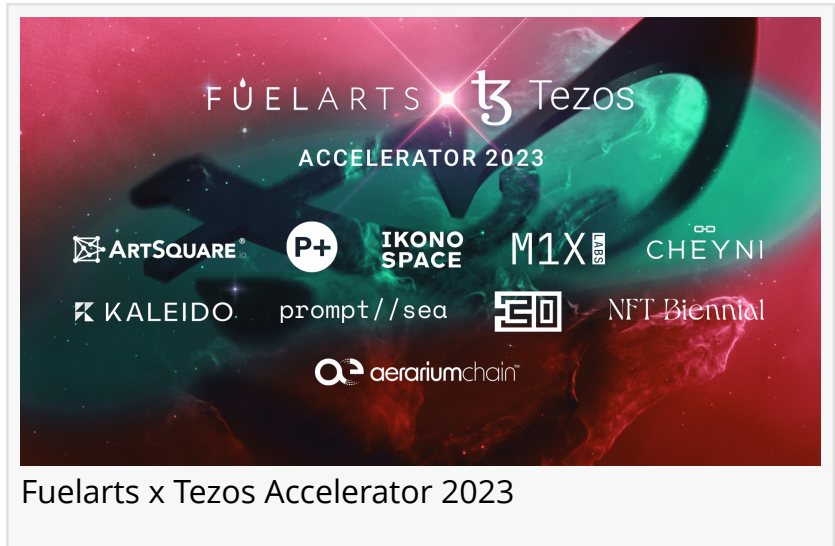 FUELARTS Tezos
ACCELERATOR 2023
ARTSQUARE®.io P+ IKONO SPACE M1X LABS CHEYNI
KALEIDO prompt//sea NFT Biennial
aerariumchain™
Fuelarts x Tezos Accelerator 2023